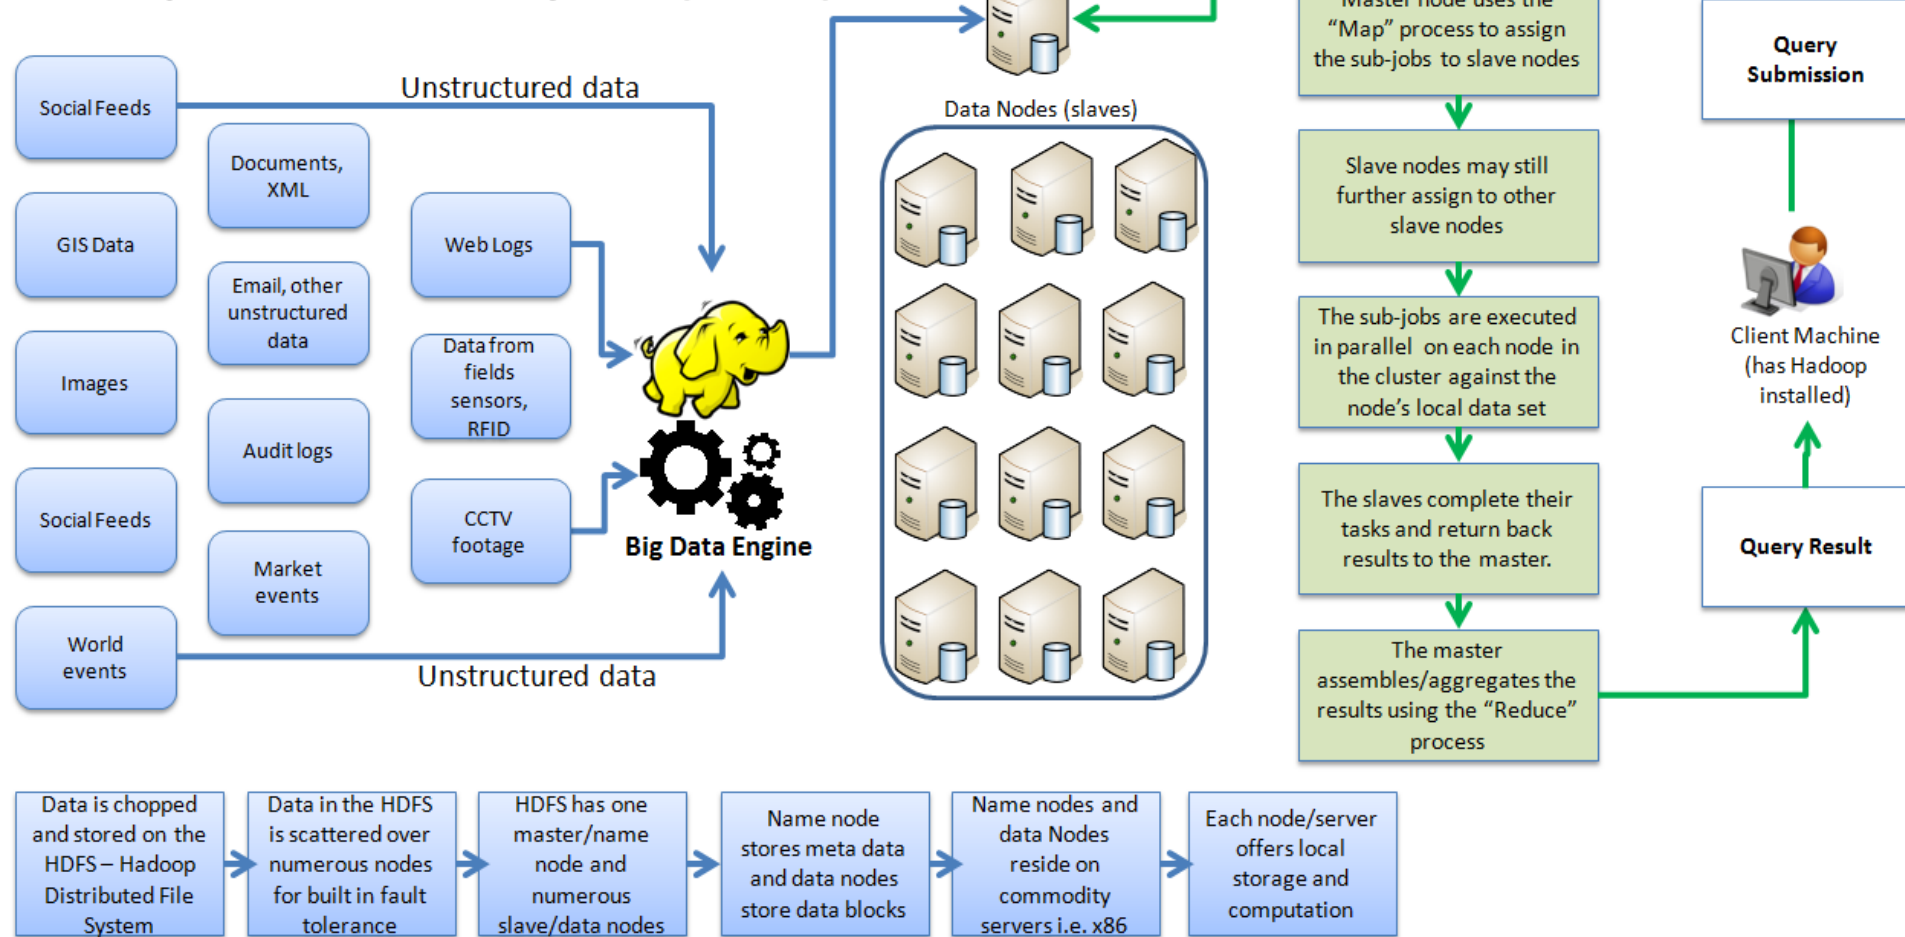 Unstructured data
Social Feeds
Documents,
XML
GIS Data
Web Logs
Email, other
unstructured
data
Images
Data from
fields
sensors,
RFID
Audit logs
Social Feeds
CCTV
footage
Market
events
World
events
Big Data Engine
Unstructured data
Data Nodes (slaves)
Master node uses the
“Map” process to assign
the sub-jobs to slave nodes
Slave nodes may still
further assign to other
slave nodes
The sub-jobs are executed
in parallel on each node in
the cluster against the
node’s local data set
The slaves complete their
tasks and return back
results to the master.
The master
assembles/aggregates the
results using the “Reduce”
process
Query
Submission
Client Machine
(has Hadoop
installed)
Query Result
Data is chopped
and stored on the
HDFS – Hadoop
Distributed File
System
Data in the HDFS
is scattered over
numerous nodes
for built in fault
tolerance
HDFS has one
master/name
node and
numerous
slave/data nodes
Name node
stores meta data
and data nodes
store data blocks
Name nodes and
data Nodes
reside on
commodity
servers i.e. x86
Each node/server
offers local
storage and
computation